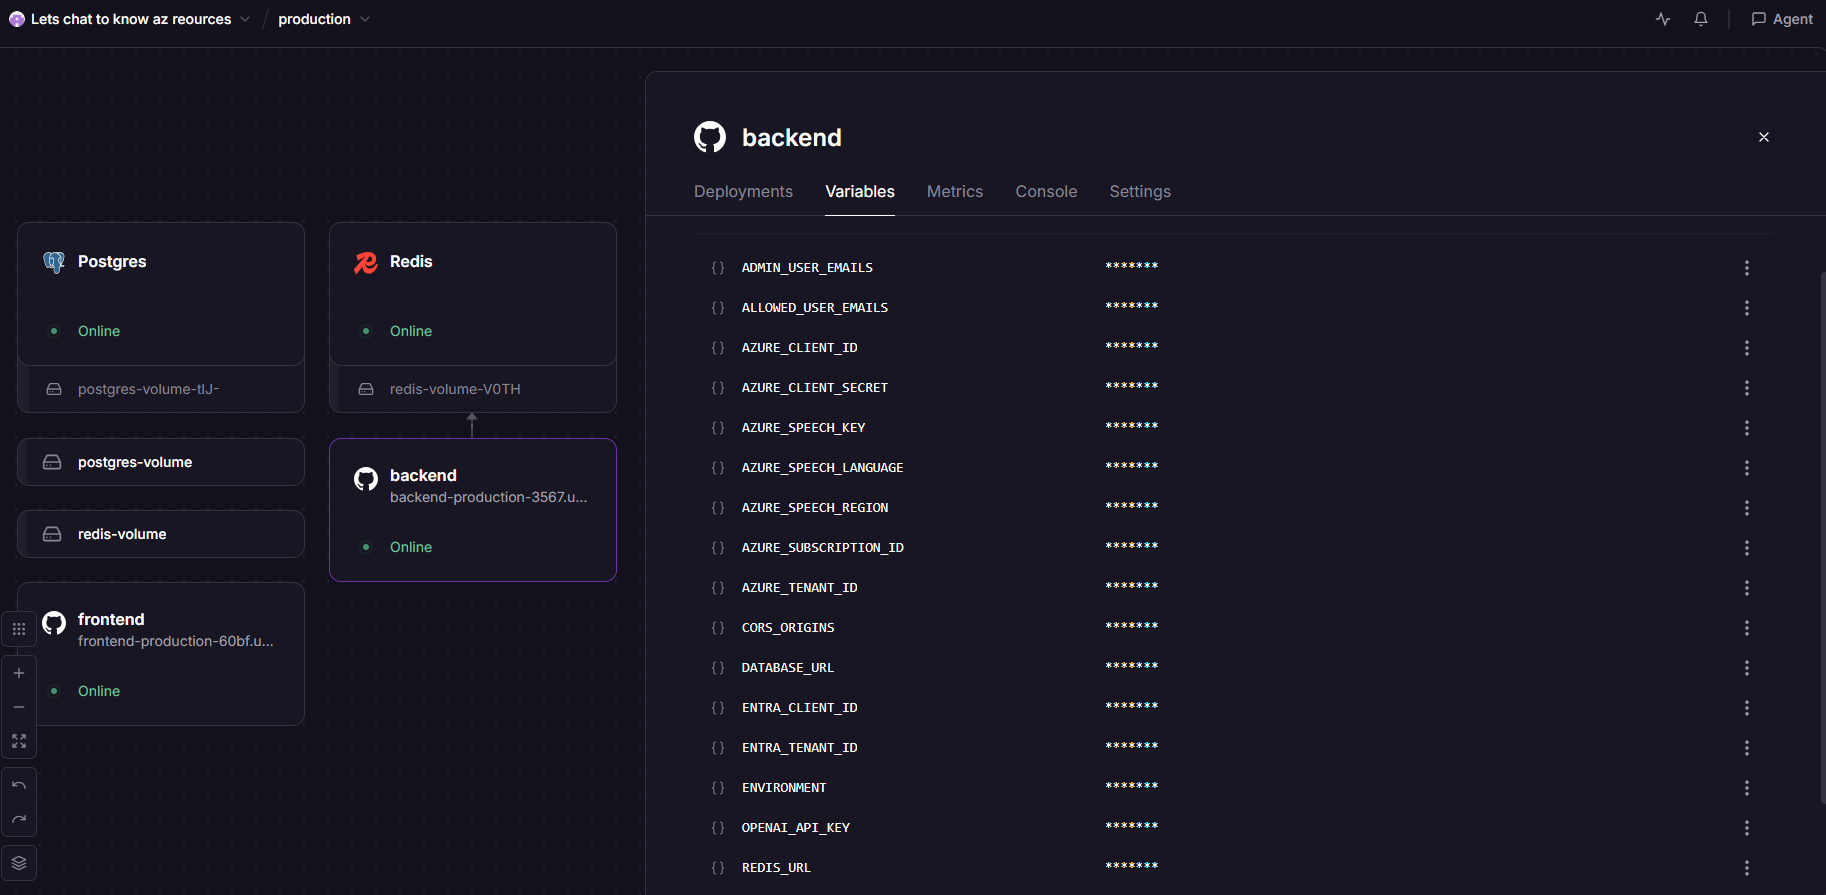 Lets chat to know az reources / production
Agent
Postgres
Online
postgres-volume-tlJ-
Redis
Online
redis-volume-V0TH
postgres-volume
redis-volume
backend
backend-production-3567.u...
Online
frontend
frontend-production-60bf.u...
Online
backend
Deployments Variables Metrics Console Settings
{} ADMIN_USER_EMAILS *******
{} ALLOWED_USER_EMAILS *******
{} AZURE_CLIENT_ID *******
{} AZURE_CLIENT_SECRET *******
{} AZURE_SPEECH_KEY *******
{} AZURE_SPEECH_LANGUAGE *******
{} AZURE_SPEECH_REGION *******
{} AZURE_SUBSCRIPTION_ID *******
{} AZURE_TENANT_ID *******
{} CORS_ORIGINS *******
{} DATABASE_URL *******
{} ENTRA_CLIENT_ID *******
{} ENTRA_TENANT_ID *******
{} ENVIRONMENT *******
{} OPENAI_API_KEY *******
{} REDIS_URL *******